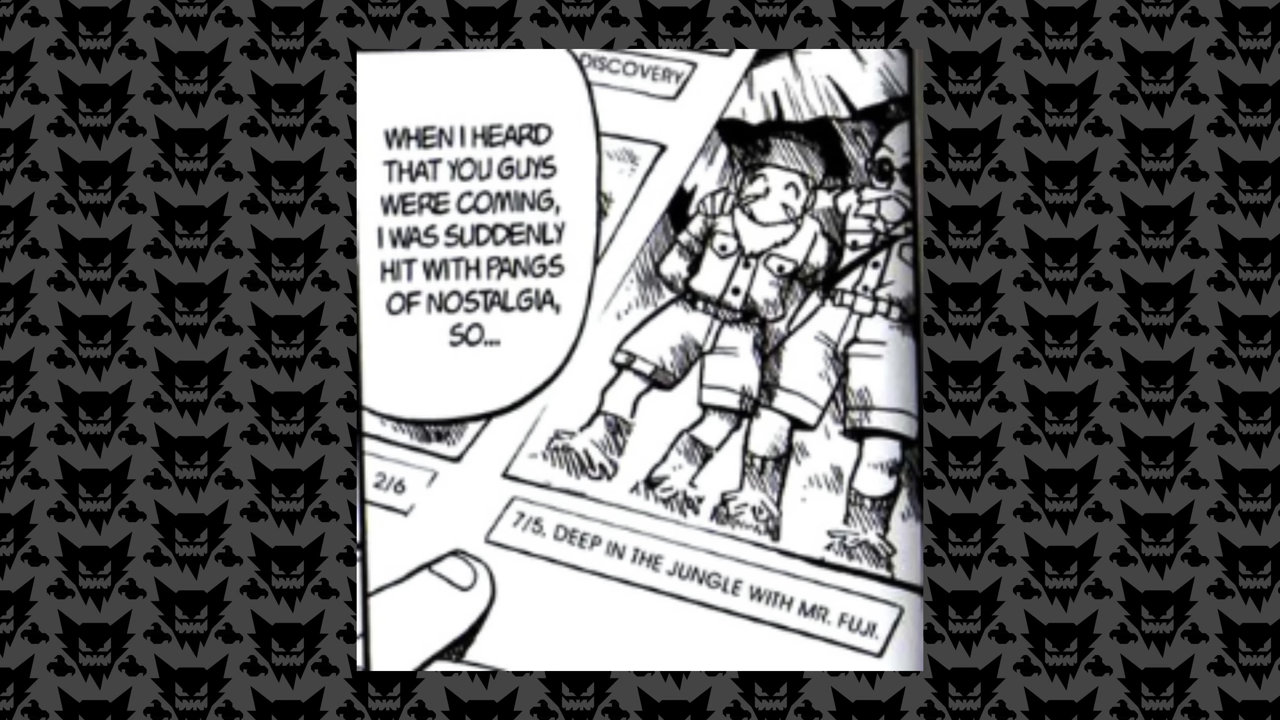 WHEN I HEARD
THAT YOU GUYS
WERE COMING,
I WAS SUDDENLY
HIT WITH PANGS
OF NOSTALGIA,
SO...
DISCOVERY
2/6
7/5, DEEP IN THE JUNGLE WITH MR. FUJI.